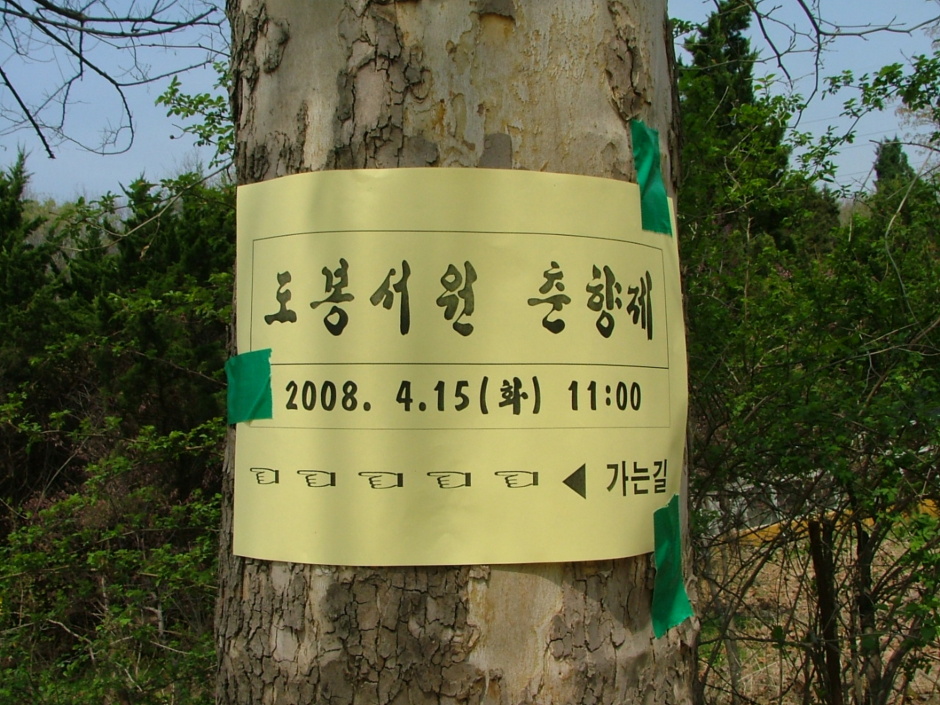 도봉서원 춘향제
2008. 4.15(화) 11:00
☜ ☜ ☜ ☜ ☜ ◀ 가는길